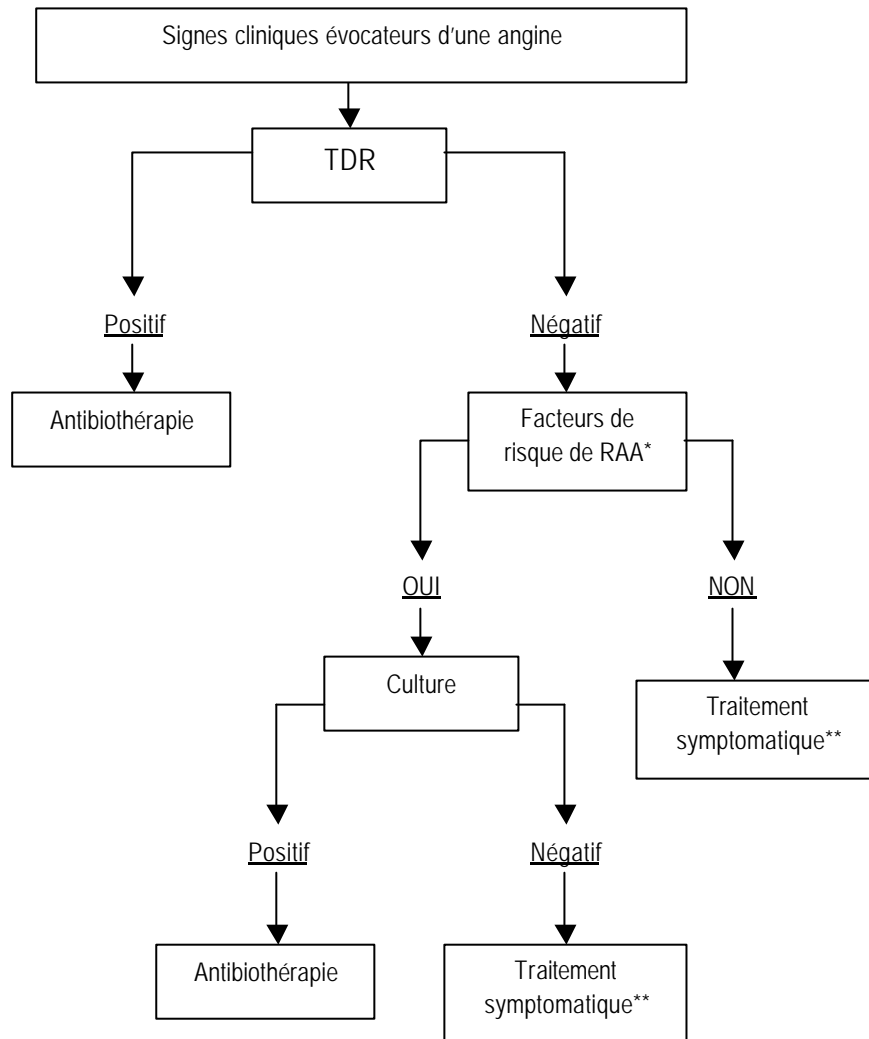 Signes cliniques évocateurs d'une angine
TDR
Positif
Négatif
Antibiothérapie
Facteurs de
risque de RAA*
OUI
NON
Culture
Traitement
symptomatique**
Positif
Négatif
Antibiothérapie
Traitement
symptomatique**